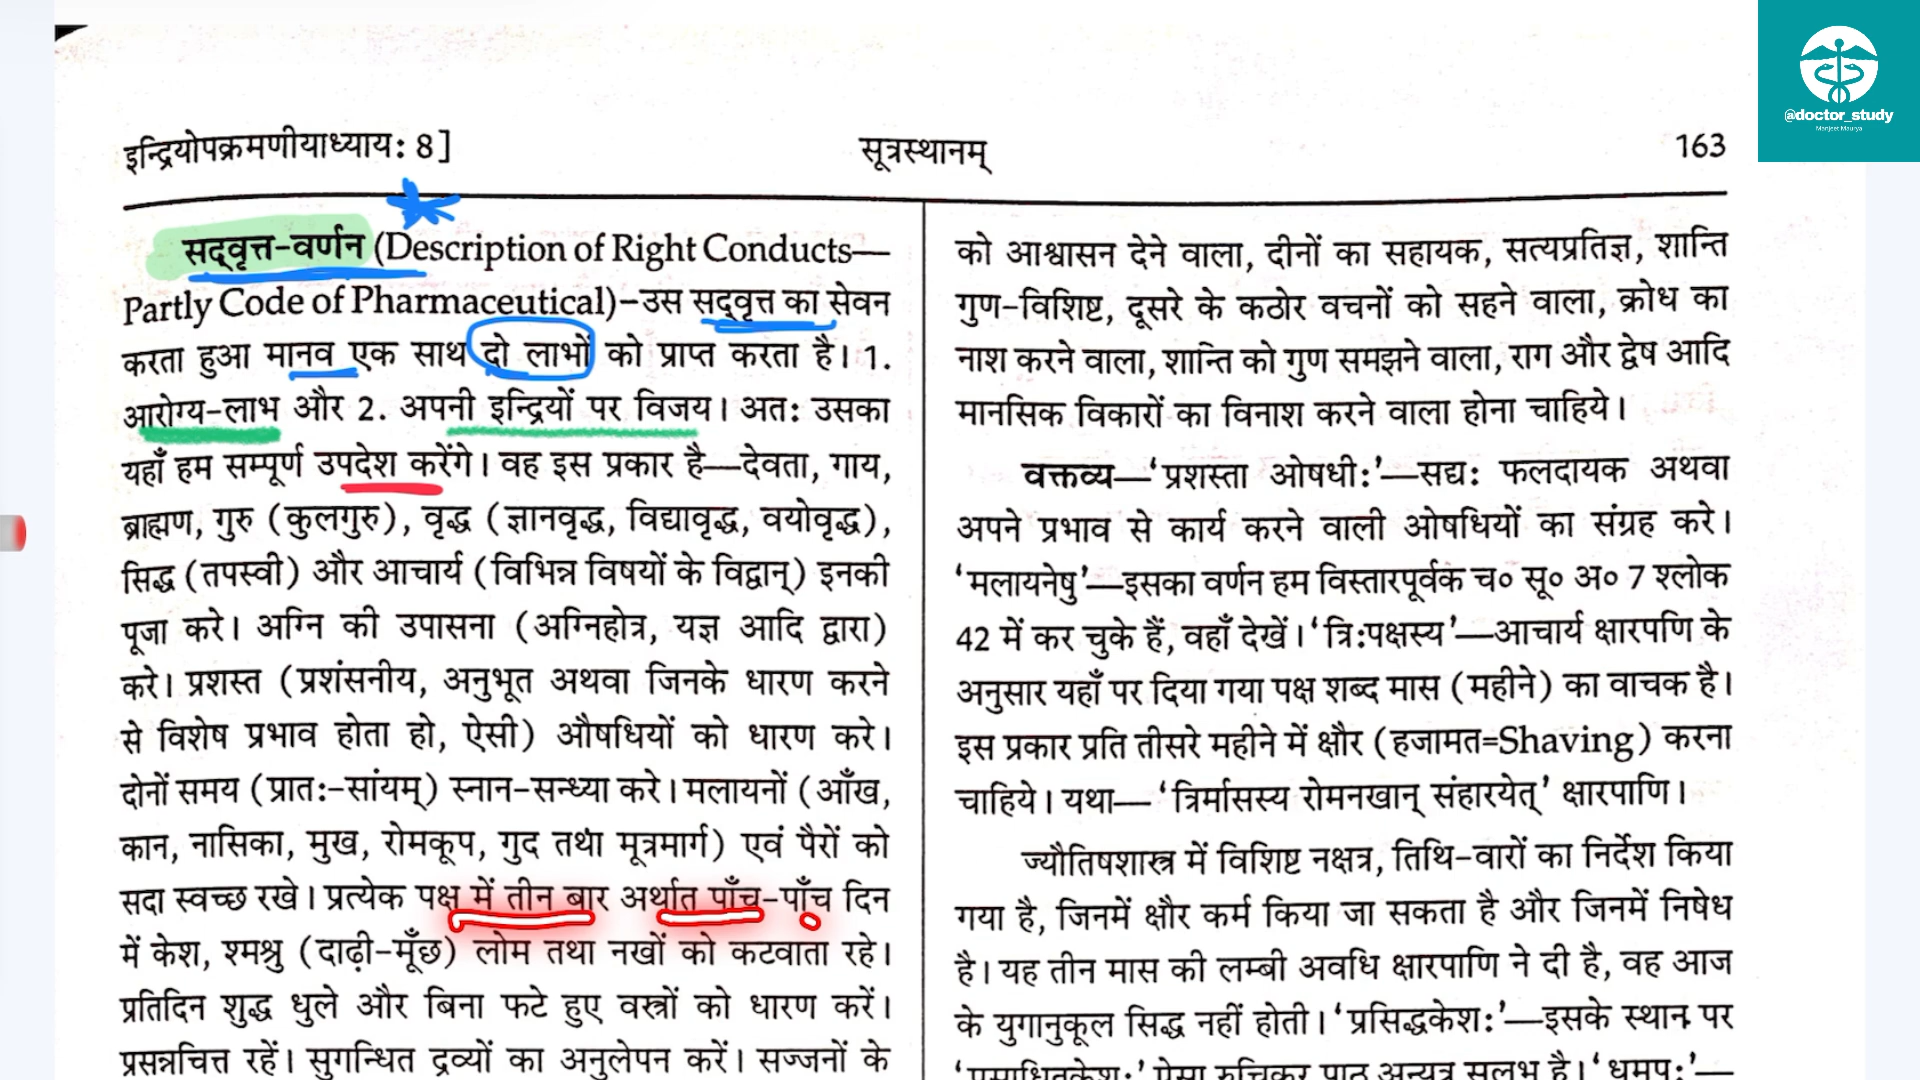 @doctor_study
Manjeet Maurya
इन्द्रियोपक्रमणीयाध्याय: 8]
सूत्रस्थानम्
163
सद्वृत्त-वर्णन (Description of Right Conducts—
Partly Code of Pharmaceutical)-उस सद्वृत्त का सेवन
करता हुआ मानव एक साथ दो लाभों को प्राप्त करता है। 1.
आरोग्य-लाभ और 2. अपनी इन्द्रियों पर विजय। अत: उसका
यहाँ हम सम्पूर्ण उपदेश करेंगे। वह इस प्रकार है—देवता, गाय,
ब्राह्मण, गुरु (कुलगुरु), वृद्ध (ज्ञानवृद्ध, विद्यावृद्ध, वयोवृद्ध),
सिद्ध (तपस्वी) और आचार्य (विभिन्न विषयों के विद्वान्) इनकी
पूजा करे। अग्नि की उपासना (अग्निहोत्र, यज्ञ आदि द्वारा)
करे। प्रशस्त (प्रशंसनीय, अनुभूत अथवा जिनके धारण करने
से विशेष प्रभाव होता हो, ऐसी) औषधियों को धारण करे।
दोनों समय (प्रात:-सांयम्) स्नान-सन्ध्या करे। मलायनों (आँख,
कान, नासिका, मुख, रोमकूप, गुद तथा मूत्रमार्ग) एवं पैरों को
सदा स्वच्छ रखे। प्रत्येक पक्ष में तीन बार अर्थात पाँच-पाँच दिन
में केश, श्मश्रु (दाढ़ी-मूँछ) लोम तथा नखों को कटवाता रहे।
प्रतिदिन शुद्ध धुले और बिना फटे हुए वस्त्रों को धारण करें।
प्रसन्नचित्त रहें। सुगन्धित द्रव्यों का अनुलेपन करें। सज्जनों के
को आश्वासन देने वाला, दीनों का सहायक, सत्यप्रतिज्ञ, शान्ति
गुण-विशिष्ट, दूसरे के कठोर वचनों को सहने वाला, क्रोध का
नाश करने वाला, शान्ति को गुण समझने वाला, राग और द्वेष आदि
मानसिक विकारों का विनाश करने वाला होना चाहिये।
वक्तव्य—‘प्रशस्ता ओषधी:’—सद्य: फलदायक अथवा
अपने प्रभाव से कार्य करने वाली ओषधियों का संग्रह करे।
‘मलायनेषु’—इसका वर्णन हम विस्तारपूर्वक च० सू० अ० 7 श्लोक
42 में कर चुके हैं, वहाँ देखें। ‘त्रि:पक्षस्य’—आचार्य क्षारपणि के
अनुसार यहाँ पर दिया गया पक्ष शब्द मास (महीने) का वाचक है।
इस प्रकार प्रति तीसरे महीने में क्षौर (हजामत=Shaving) करना
चाहिये। यथा—‘त्रिर्मासस्य रोमनखान् संहारयेत्’ क्षारपाणि।
ज्यौतिषशास्त्र में विशिष्ट नक्षत्र, तिथि-वारों का निर्देश किया
गया है, जिनमें क्षौर कर्म किया जा सकता है और जिनमें निषेध
है। यह तीन मास की लम्बी अवधि क्षारपाणि ने दी है, वह आज
के युगानुकूल सिद्ध नहीं होती। ‘प्रसिद्धकेश:’—इसके स्थान पर
‘प्रसाधितकेश:’ ऐसा रुचिकर पाठ अन्यत्र सुलभ है। ‘धूमप:’—